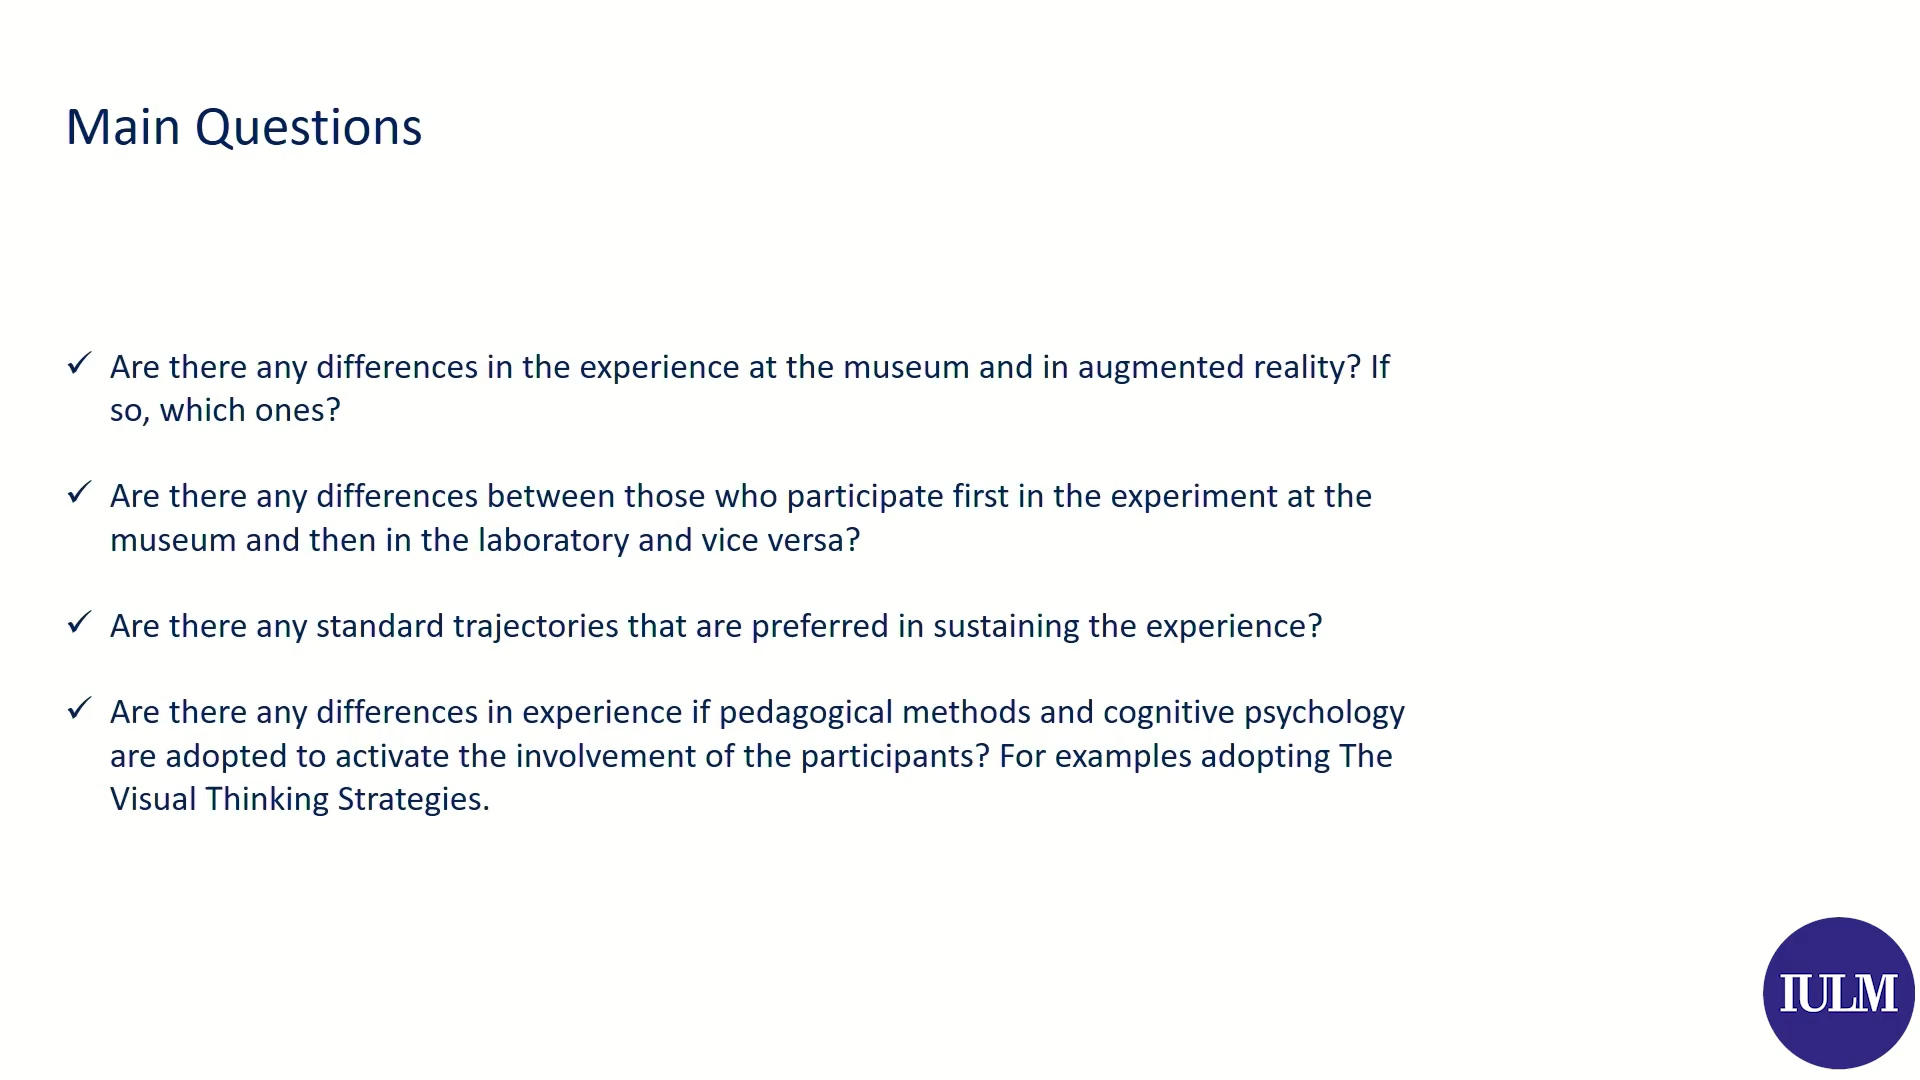 Main Questions
✓ Are there any differences in the experience at the museum and in augmented reality? If
so, which ones?
✓ Are there any differences between those who participate first in the experiment at the
museum and then in the laboratory and vice versa?
✓ Are there any standard trajectories that are preferred in sustaining the experience?
✓ Are there any differences in experience if pedagogical methods and cognitive psychology
are adopted to activate the involvement of the participants? For examples adopting The
Visual Thinking Strategies.
IULM